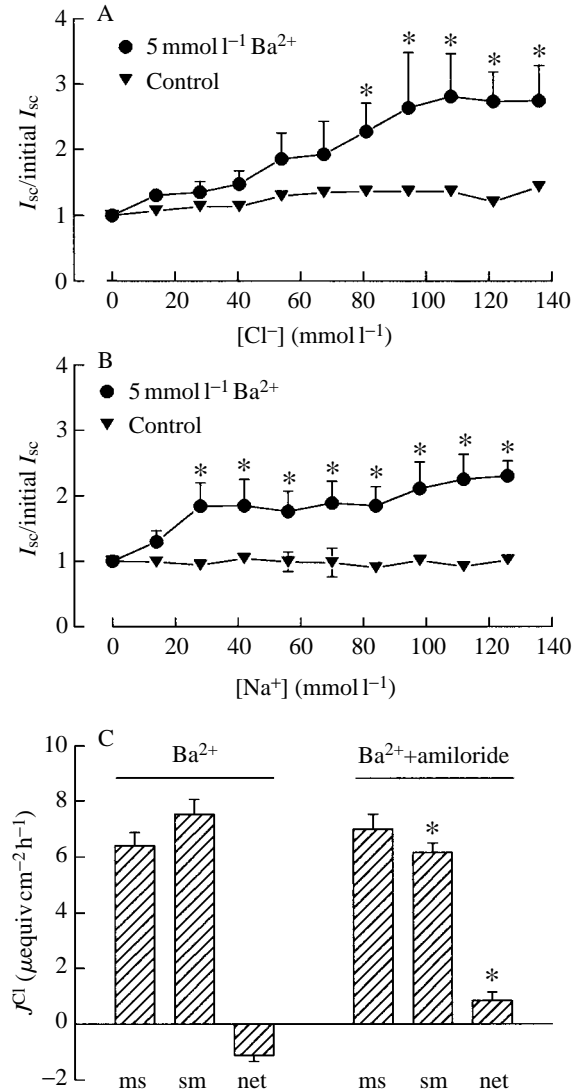 A
5 mmol l⁻¹ Ba²⁺
Control
Isc/initial Isc
4
3
2
1
0
* * * * *
0 20 40 60 80 100 120 140
[Cl⁻] (mmol l⁻¹)
B
5 mmol l⁻¹ Ba²⁺
Control
Isc/initial Isc
4
3
2
1
0
* * * * * * * *
0 20 40 60 80 100 120 140
[Na⁺] (mmol l⁻¹)
C
Ba²⁺ Ba²⁺+amiloride
J^Cl (μequiv cm⁻² h⁻¹)
10
8
6
4
2
0
−2
*
*
ms sm net ms sm net